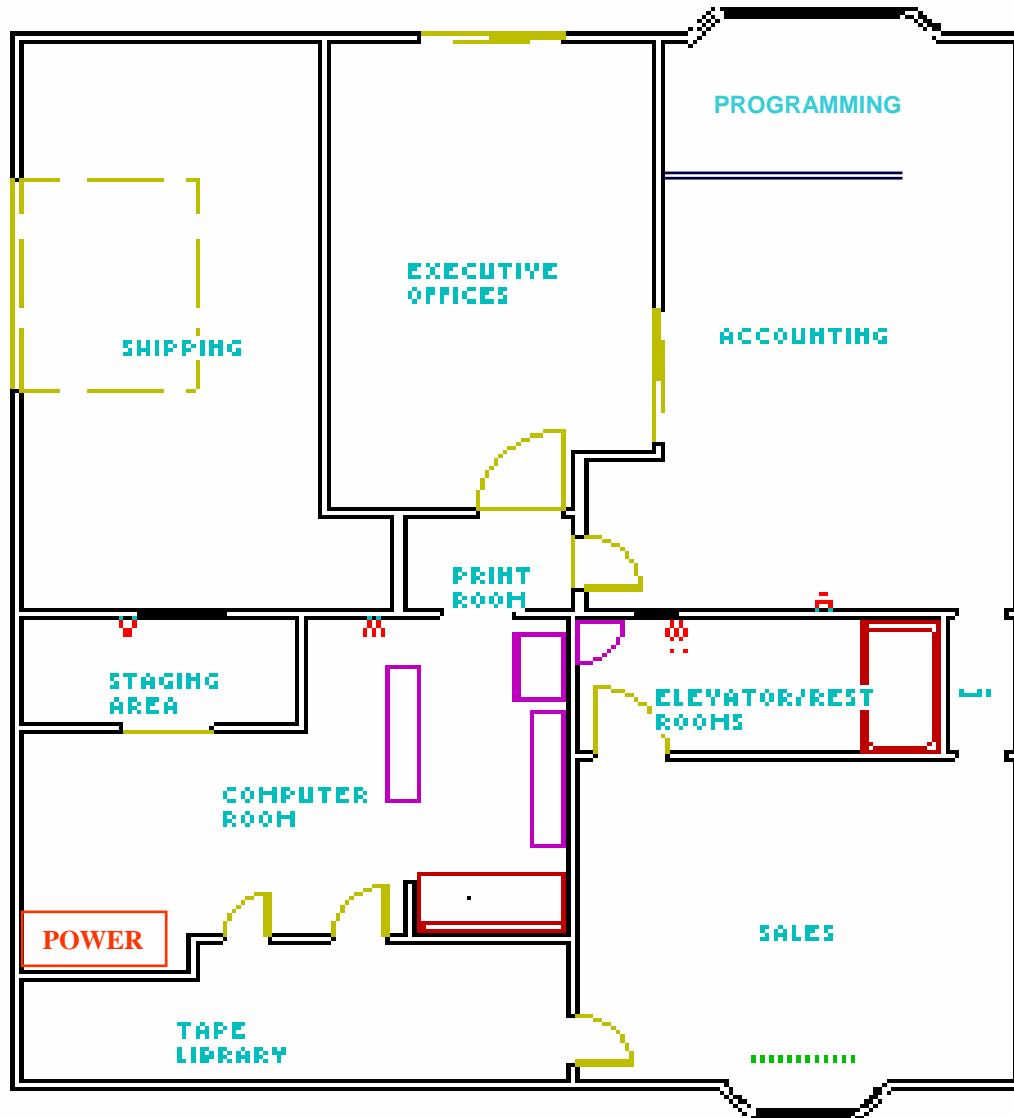 PROGRAMMING
EXECUTIVE
OFFICES
ACCOUNTING
SHIPPING
PRINT
ROOM
STAGING
AREA
ELEVATOR/REST
ROOMS
COMPUTER
ROOM
POWER
SALES
TAPE
LIBRARY